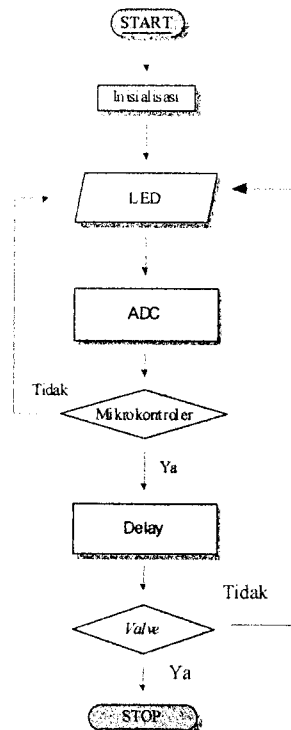 START
Inisialisasi
LED
ADC
Tidak
Mikrokontroler
Ya
Delay
Tidak
Valve
Ya
STOP